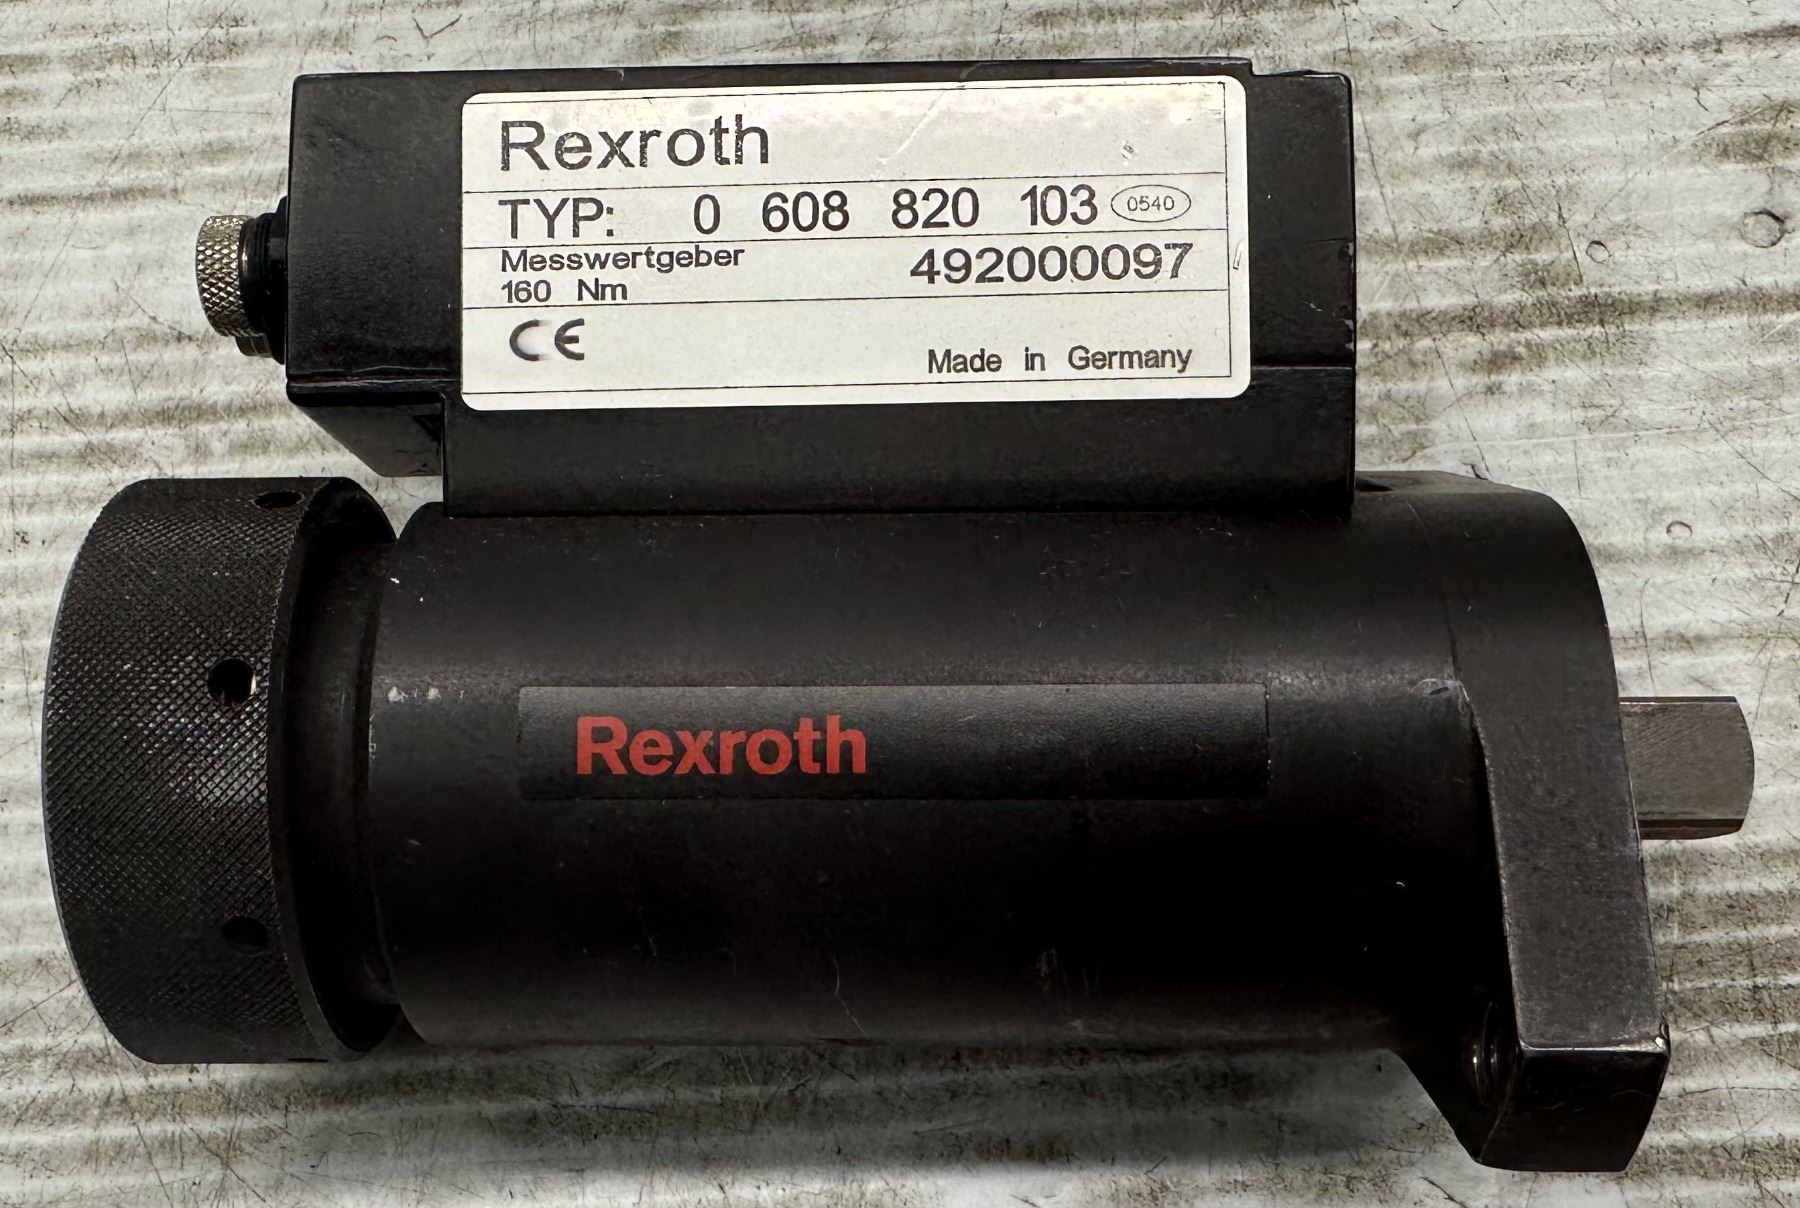 Rexroth
TYP: 0 608 820 103 0540
Messwertgeber 492000097
160 Nm
CE
Made in Germany
Rexroth